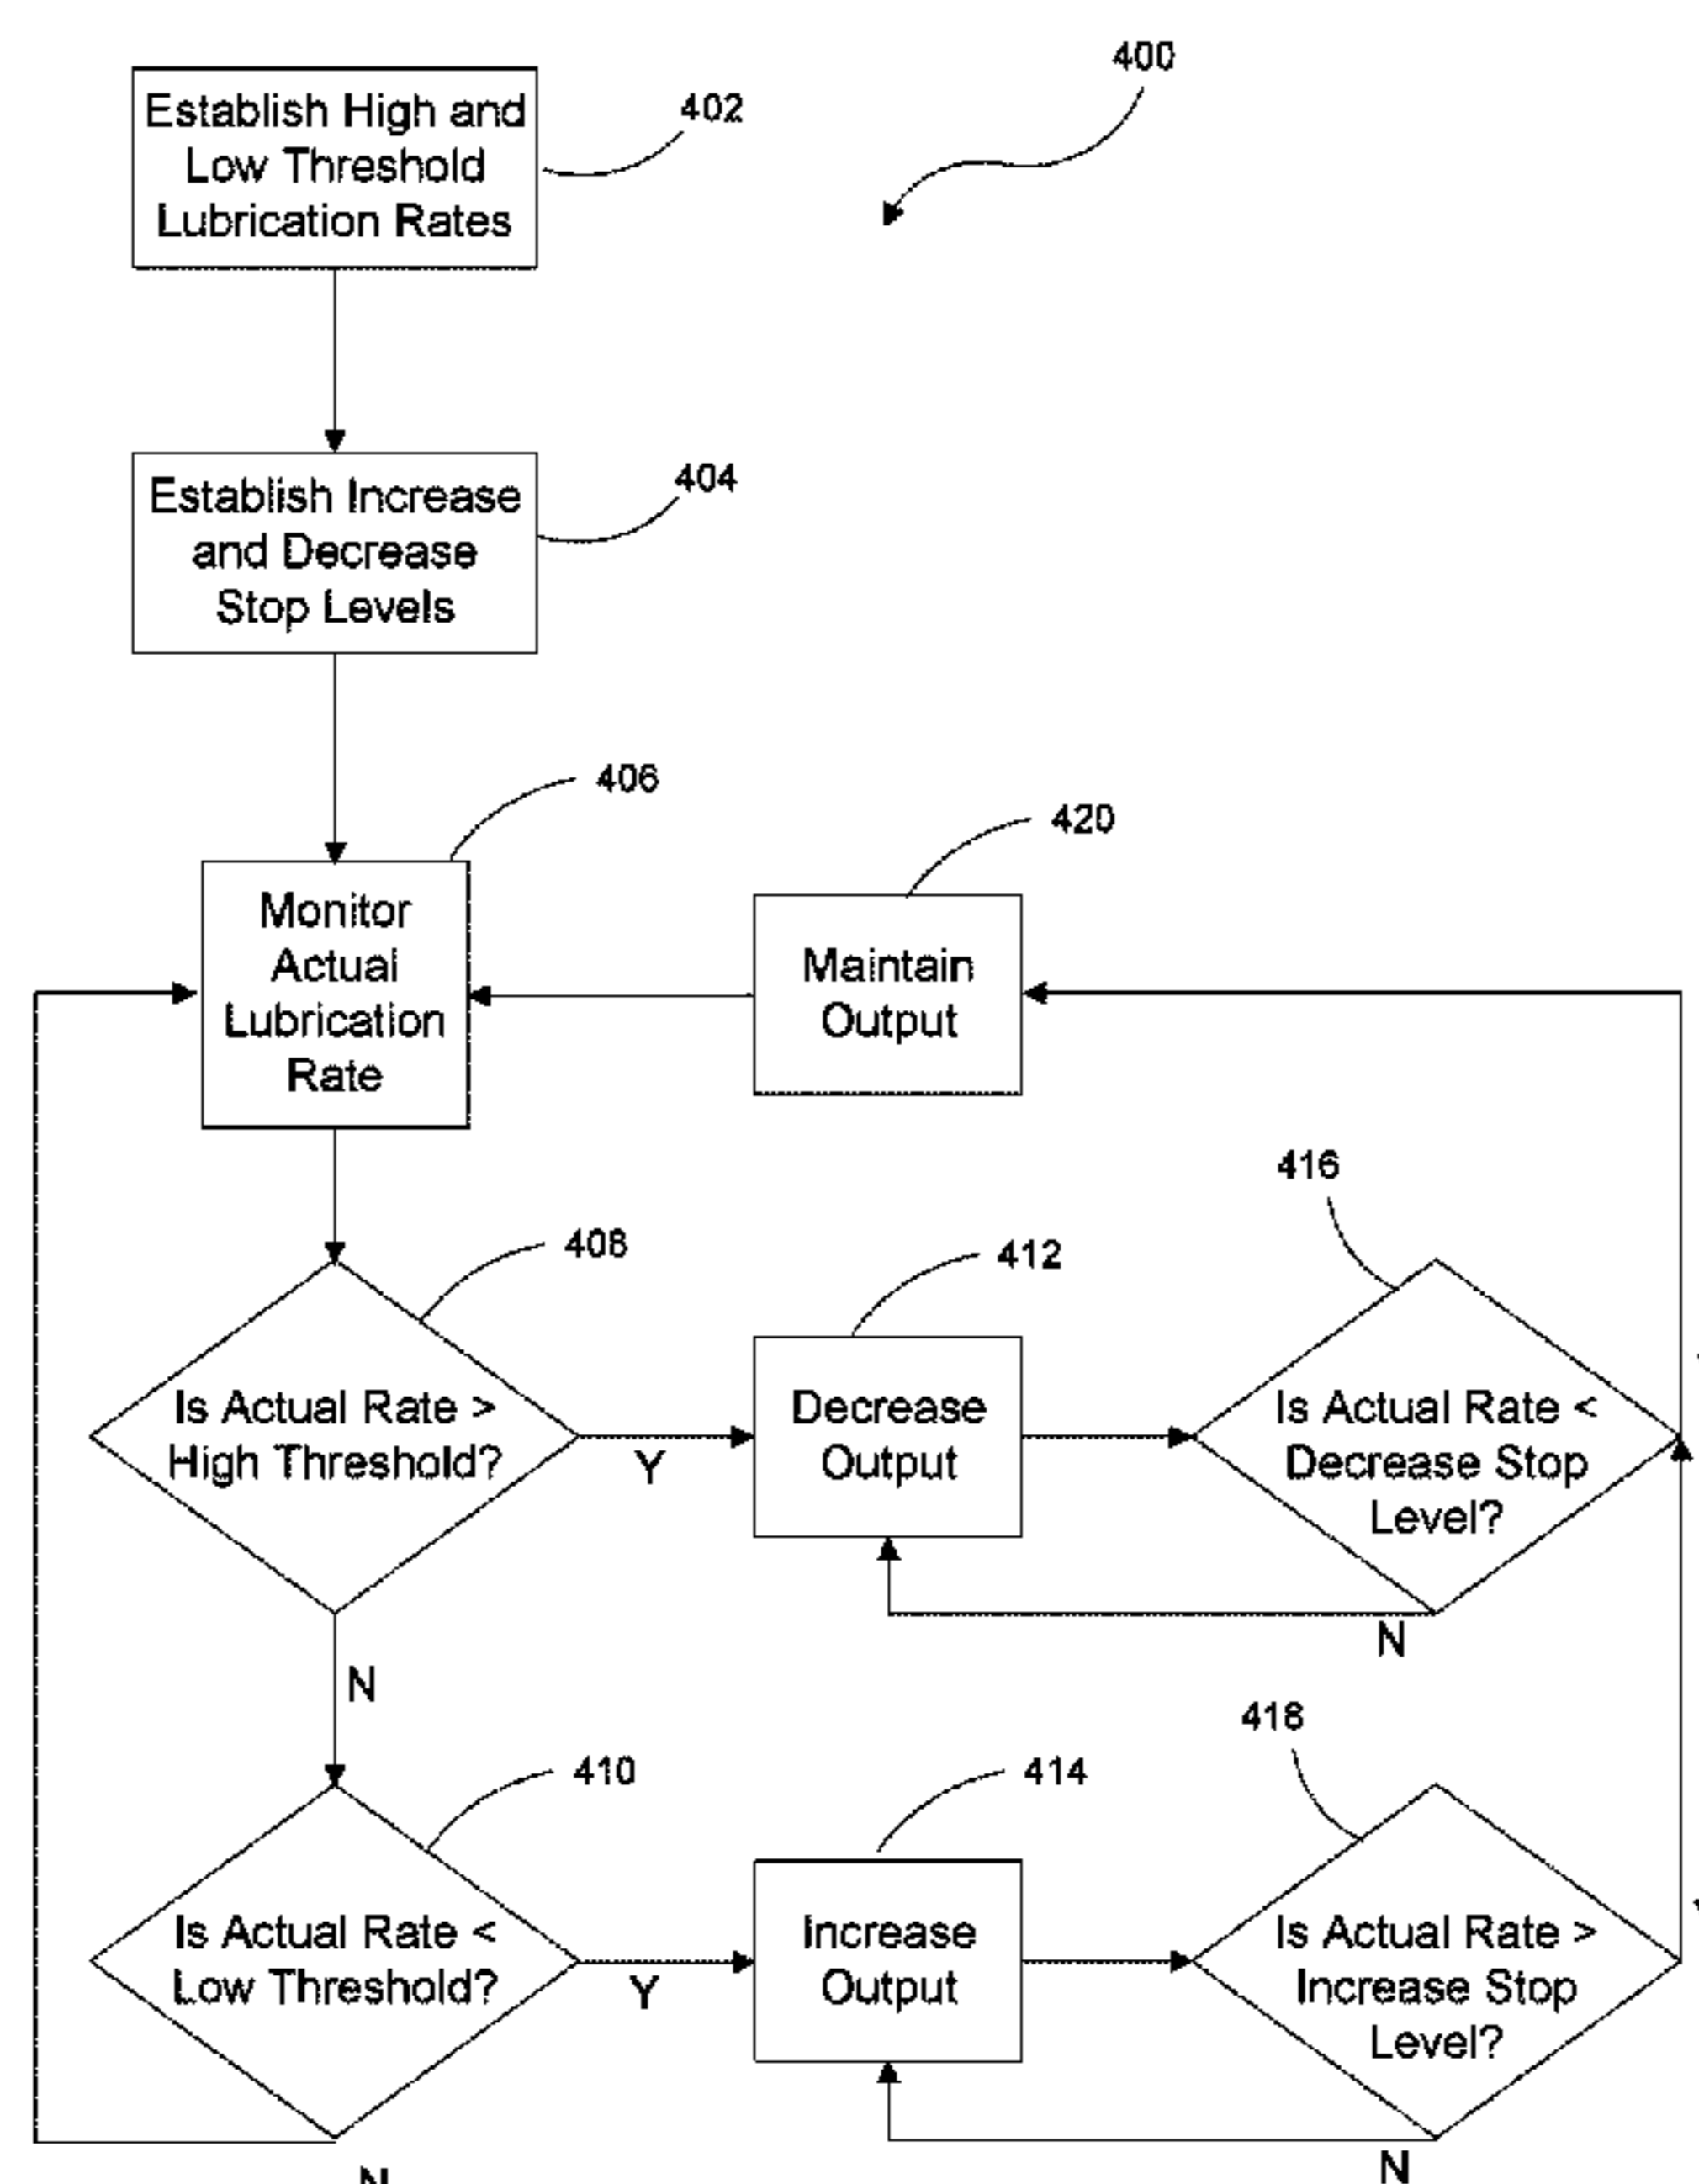 400
Establish High and
Low Threshold
Lubrication Rates
402
Establish Increase
and Decrease
Stop Levels
404
406
Monitor
Actual
Lubrication
Rate
420
Maintain
Output
408
Is Actual Rate >
High Threshold?
Y
N
412
Decrease
Output
416
Is Actual Rate <
Decrease Stop
Level?
N
410
Is Actual Rate <
Low Threshold?
Y
N
414
Increase
Output
418
Is Actual Rate >
Increase Stop
Level?
N